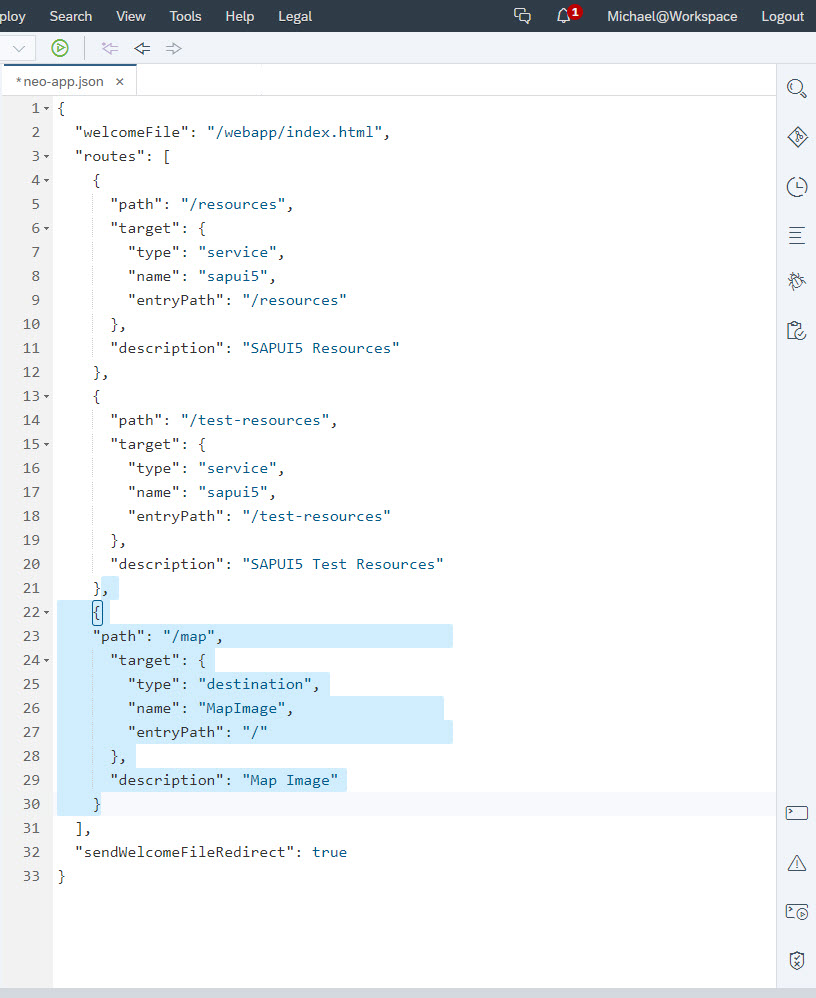 ploy Search View Tools Help Legal 1 Michael@Workspace Logout
*neo-app.json ×
1 {
2 "welcomeFile": "/webapp/index.html",
3 "routes": [
4 {
5 "path": "/resources",
6 "target": {
7 "type": "service",
8 "name": "sapui5",
9 "entryPath": "/resources"
10 },
11 "description": "SAPUI5 Resources"
12 },
13 {
14 "path": "/test-resources",
15 "target": {
16 "type": "service",
17 "name": "sapui5",
18 "entryPath": "/test-resources"
19 },
20 "description": "SAPUI5 Test Resources"
21 },
22 {
23 "path": "/map",
24 "target": {
25 "type": "destination",
26 "name": "MapImage",
27 "entryPath": "/"
28 },
29 "description": "Map Image"
30 }
31 ],
32 "sendWelcomeFileRedirect": true
33 }